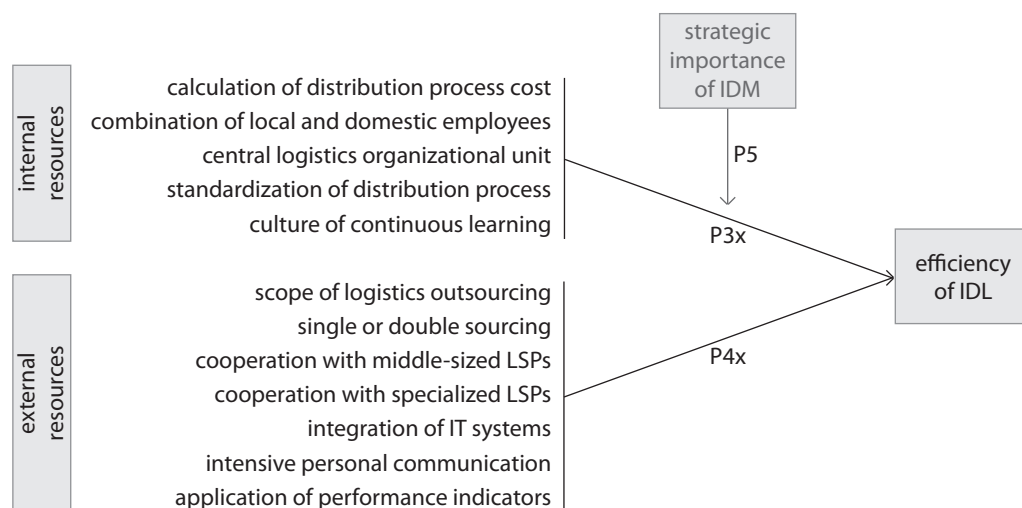 strategic
importance
of IDM
internal
resources
calculation of distribution process cost
combination of local and domestic employees
central logistics organizational unit
standardization of distribution process
culture of continuous learning
P5
P3x
efficiency
of IDL
external
resources
scope of logistics outsourcing
single or double sourcing
cooperation with middle-sized LSPs
cooperation with specialized LSPs
integration of IT systems
intensive personal communication
application of performance indicators
P4x